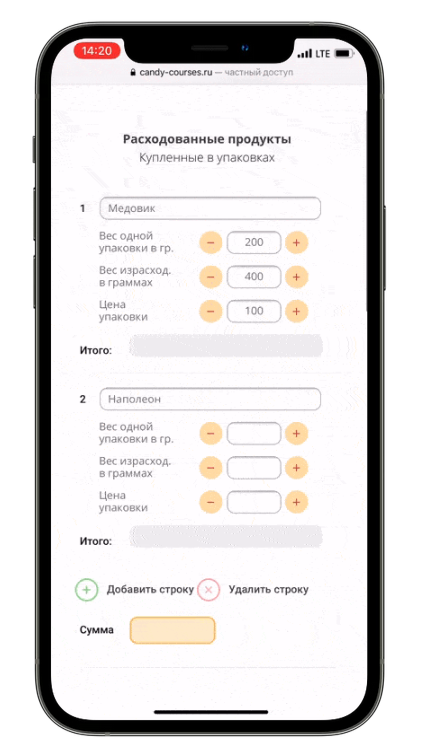 14:20
LTE
candy-courses.ru — частный доступ
Расходованные продукты
Купленные в упаковках
1 Медовик
Вес одной
упаковки в гр. − 200 +
Вес израсход.
в граммах − 400 +
Цена
упаковки − 100 +
Итого:
2 Наполеон
Вес одной
упаковки в гр. − +
Вес израсход.
в граммах − +
Цена
упаковки − +
Итого:
+ Добавить строку × Удалить строку
Сумма